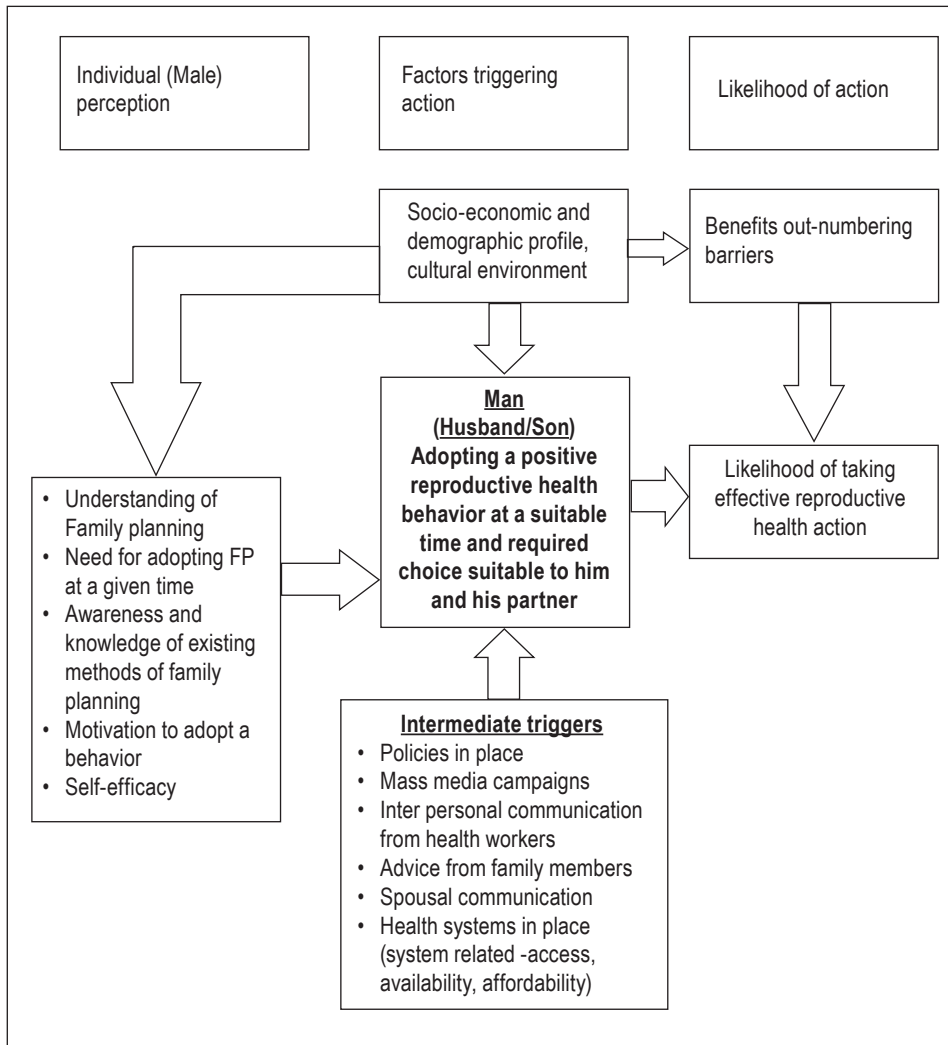 Individual (Male)
perception
Factors triggering
action
Likelihood of action
Socio-economic and
demographic profile,
cultural environment
Benefits out-numbering
barriers
Man
(Husband/Son)
Adopting a positive
reproductive health
behavior at a suitable
time and required
choice suitable to him
and his partner
Likelihood of taking
effective reproductive
health action
• Understanding of
Family planning
• Need for adopting FP
at a given time
• Awareness and
knowledge of existing
methods of family
planning
• Motivation to adopt a
behavior
• Self-efficacy
Intermediate triggers
• Policies in place
• Mass media campaigns
• Inter personal communication
from health workers
• Advice from family members
• Spousal communication
• Health systems in place
(system related -access,
availability, affordability)